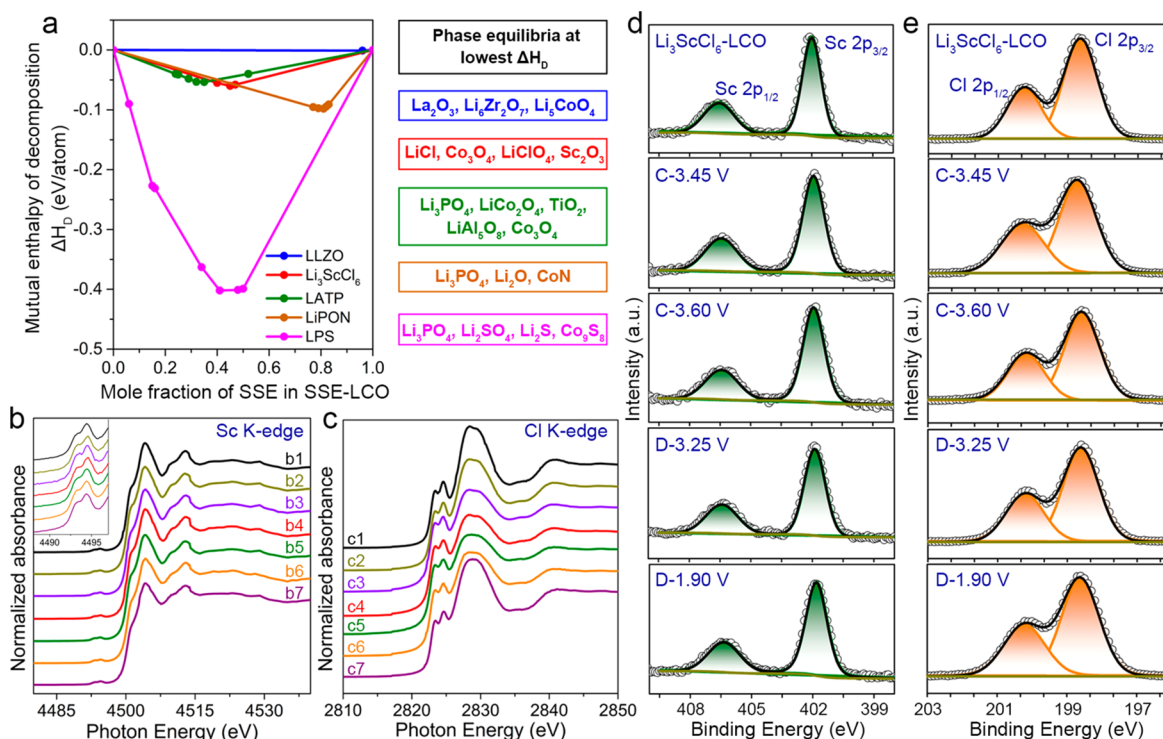 a
Mutual enthalpy of decomposition
ΔH_D (eV/atom)
0.0
-0.1
-0.2
-0.3
-0.4
-0.5
LLZO
Li₃ScCl₆
LATP
LiPON
LPS
0.0 0.2 0.4 0.6 0.8 1.0
Mole fraction of SSE in SSE-LCO
Phase equilibria at
lowest ΔH_D
La₂O₃, Li₆Zr₂O₇, Li₅CoO₄
LiCl, Co₃O₄, LiClO₄, Sc₂O₃
Li₃PO₄, LiCo₂O₄, TiO₂,
LiAl₅O₈, Co₃O₄
Li₃PO₄, Li₂O, CoN
Li₃PO₄, Li₂SO₄, Li₂S, Co₉S₈
b
Normalized absorbance
Sc K-edge
4490 4495
b1
b2
b3
b4
b5
b6
b7
4485 4500 4515 4530
Photon Energy (eV)
c
Normalized absorbance
Cl K-edge
c1
c2
c3
c4
c5
c6
c7
2810 2820 2830 2840 2850
Photon Energy (eV)
d
Intensity (a.u.)
Li₃ScCl₆-LCO
Sc 2p₃/₂
Sc 2p₁/₂
C-3.45 V
C-3.60 V
D-3.25 V
D-1.90 V
408 405 402 399
Binding Energy (eV)
e
Intensity (a.u.)
Li₃ScCl₆-LCO
Cl 2p₃/₂
Cl 2p₁/₂
C-3.45 V
C-3.60 V
D-3.25 V
D-1.90 V
203 201 199 197
Binding Energy (eV)